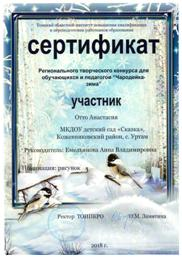 Томский областной институт повышения квалификации
и переподготовки работников образования
сертификат
Регионального творческого конкурса для
обучающихся и педагогов "Чародейка-
зима"
участник
Отто Анастасия
МКДОУ детский сад «Сказка»,
Кожевниковский район, с. Уртам
Руководитель: Емельянова Анна Владимировна
Номинация: рисунок
Ректор ТОИПКРО
О.М. Замятина
2018 г.